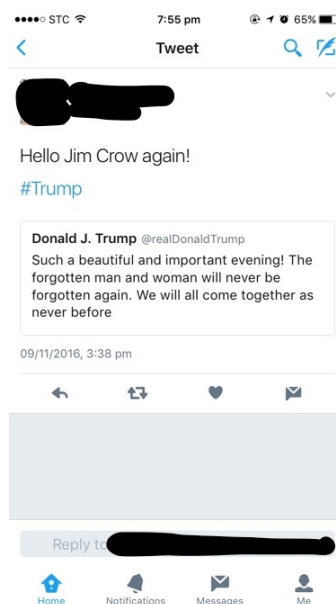 STC 7:55 pm 65%
Tweet
Hello Jim Crow again!
#Trump
Donald J. Trump @realDonaldTrump
Such a beautiful and important evening! The
forgotten man and woman will never be
forgotten again. We will all come together as
never before
09/11/2016, 3:38 pm
Reply to
Home Notifications Messages Me